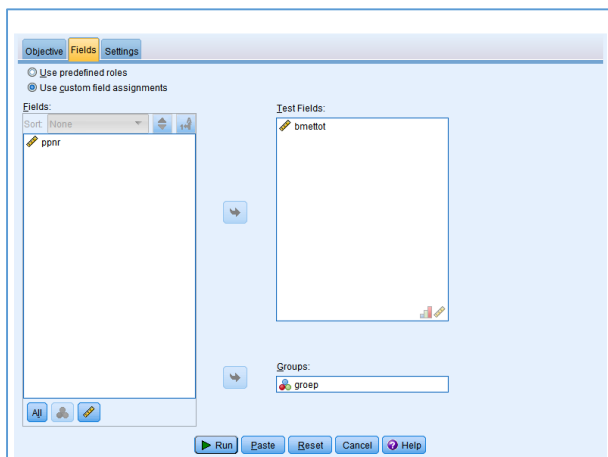 Objective Fields Settings
Use predefined roles
Use custom field assignments
Fields:
Sort: None
ppnr
All
Test Fields:
bmettot
Groups:
groep
Run Paste Reset Cancel Help